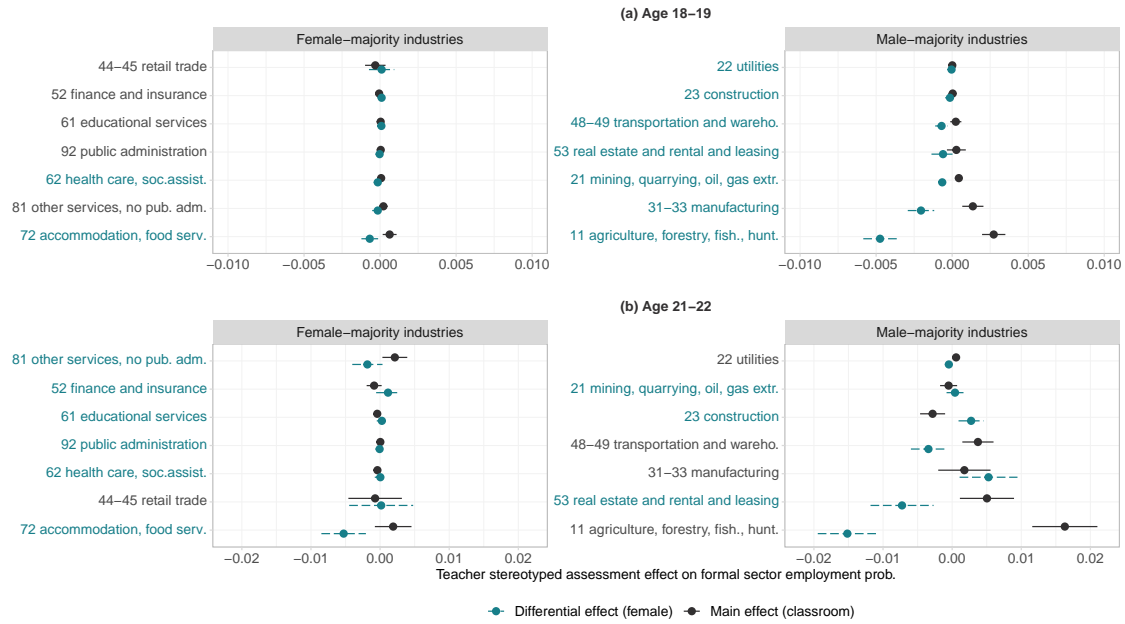 (a) Age 18−19
Female−majority industries
44−45 retail trade
52 finance and insurance
61 educational services
92 public administration
62 health care, soc.assist.
81 other services, no pub. adm.
72 accommodation, food serv.
−0.010 −0.005 0.000 0.005 0.010
Male−majority industries
22 utilities
23 construction
48−49 transportation and wareho.
53 real estate and rental and leasing
21 mining, quarrying, oil, gas extr.
31−33 manufacturing
11 agriculture, forestry, fish., hunt.
−0.010 −0.005 0.000 0.005 0.010
(b) Age 21−22
Female−majority industries
81 other services, no pub. adm.
52 finance and insurance
61 educational services
92 public administration
62 health care, soc.assist.
44−45 retail trade
72 accommodation, food serv.
−0.02 −0.01 0.00 0.01 0.02
Male−majority industries
22 utilities
21 mining, quarrying, oil, gas extr.
23 construction
48−49 transportation and wareho.
31−33 manufacturing
53 real estate and rental and leasing
11 agriculture, forestry, fish., hunt.
−0.02 −0.01 0.00 0.01 0.02
Teacher stereotyped assessment effect on formal sector employment prob.
Differential effect (female) Main effect (classroom)